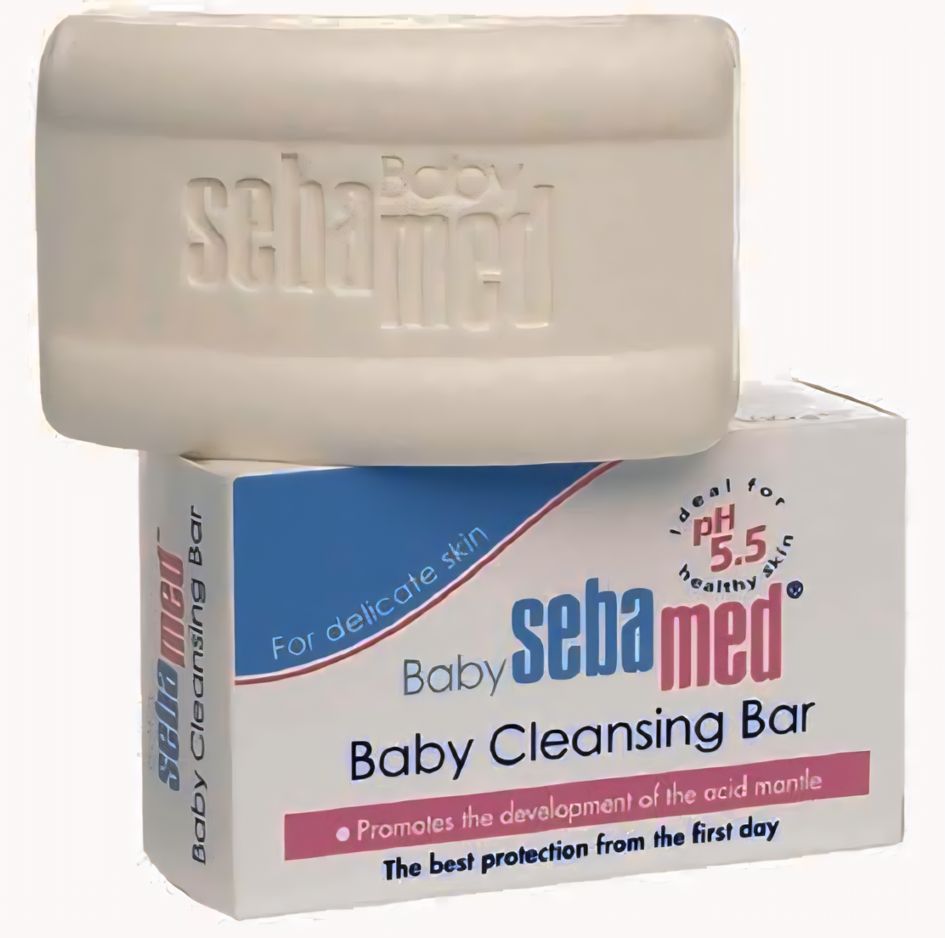 Baby
sebamed
For delicate skin
Ideal for
pH
5.5
healthy skin
Baby sebamed®
Baby Cleansing Bar
• Promotes the development of the acid mantle
The best protection from the first day
sebamed
Baby Cleansing Bar